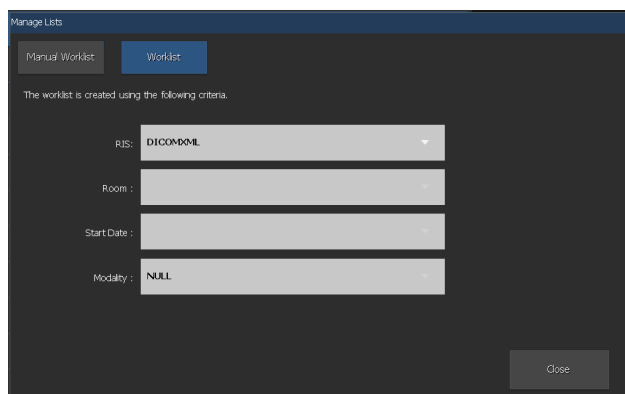 Manage Lists
Manual Worklist Worklist
The worklist is created using the following criteria.
RIS: DICOMXML
Room :
Start Date :
Modality : NULL
Close